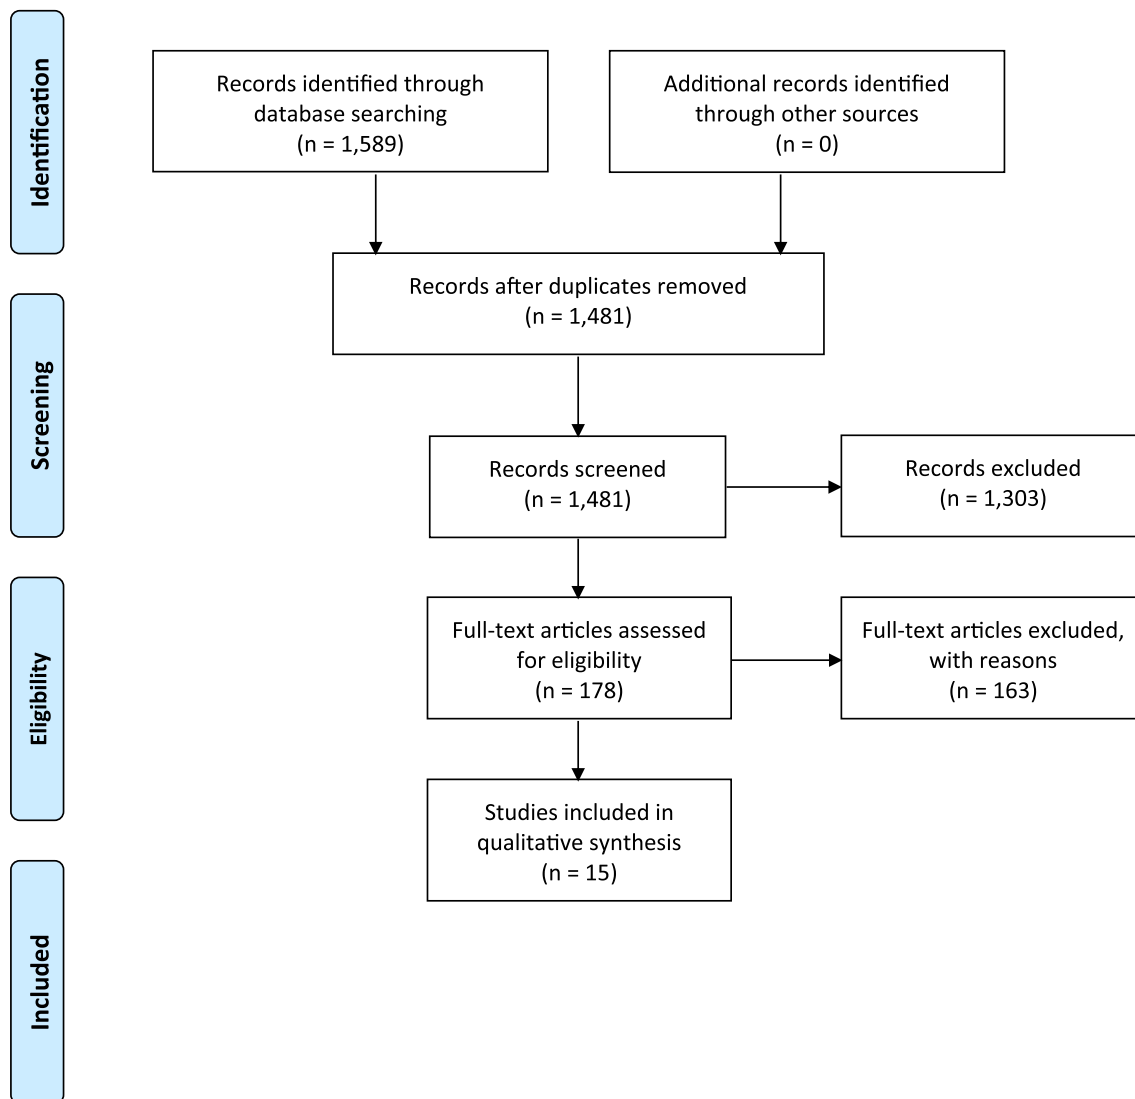 Identification
Records identified through
database searching
(n = 1,589)
Additional records identified
through other sources
(n = 0)
Records after duplicates removed
(n = 1,481)
Screening
Records screened
(n = 1,481)
Records excluded
(n = 1,303)
Eligibility
Full-text articles assessed
for eligibility
(n = 178)
Full-text articles excluded,
with reasons
(n = 163)
Studies included in
qualitative synthesis
(n = 15)
Included